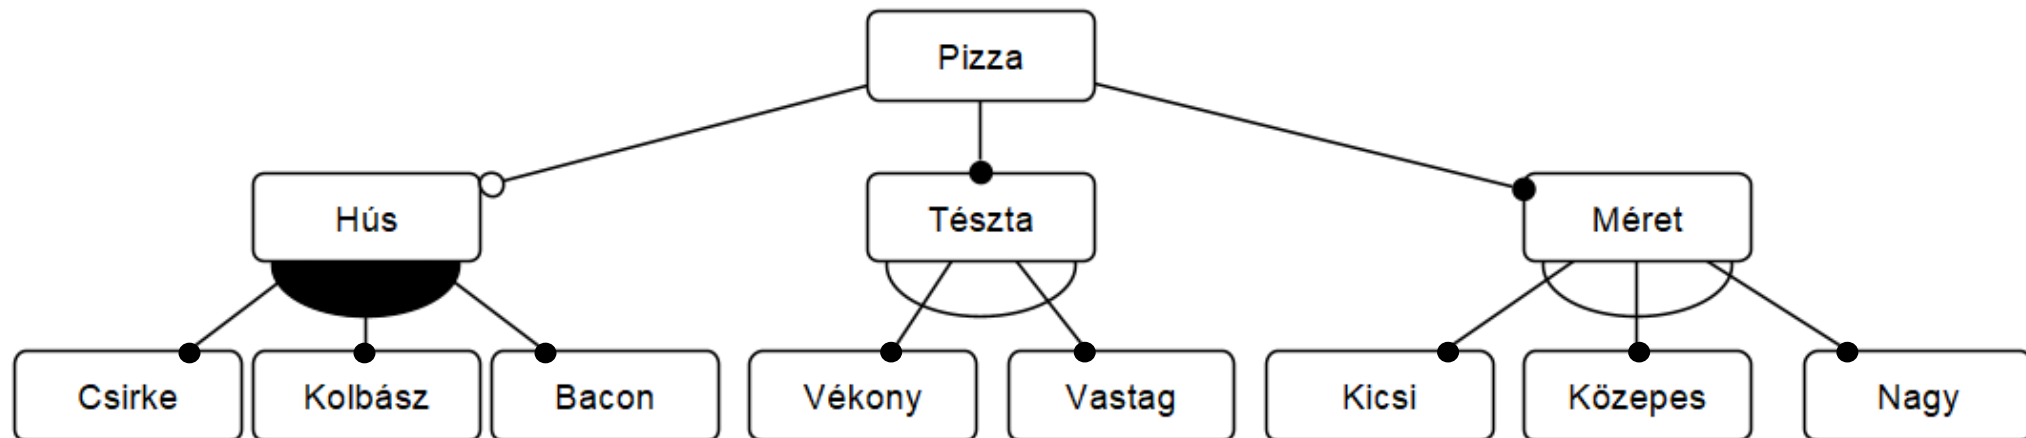 Pizza
Hús
Tészta
Méret
Csirke
Kolbász
Bacon
Vékony
Vastag
Kicsi
Közepes
Nagy